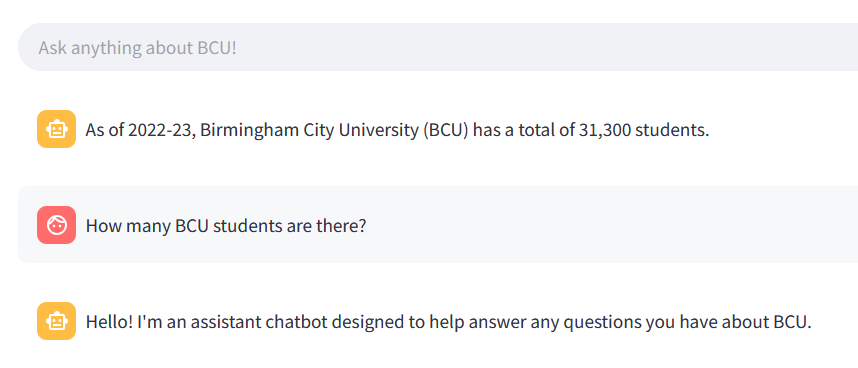 Ask anything about BCU!
As of 2022-23, Birmingham City University (BCU) has a total of 31,300 students.
How many BCU students are there?
Hello! I'm an assistant chatbot designed to help answer any questions you have about BCU.